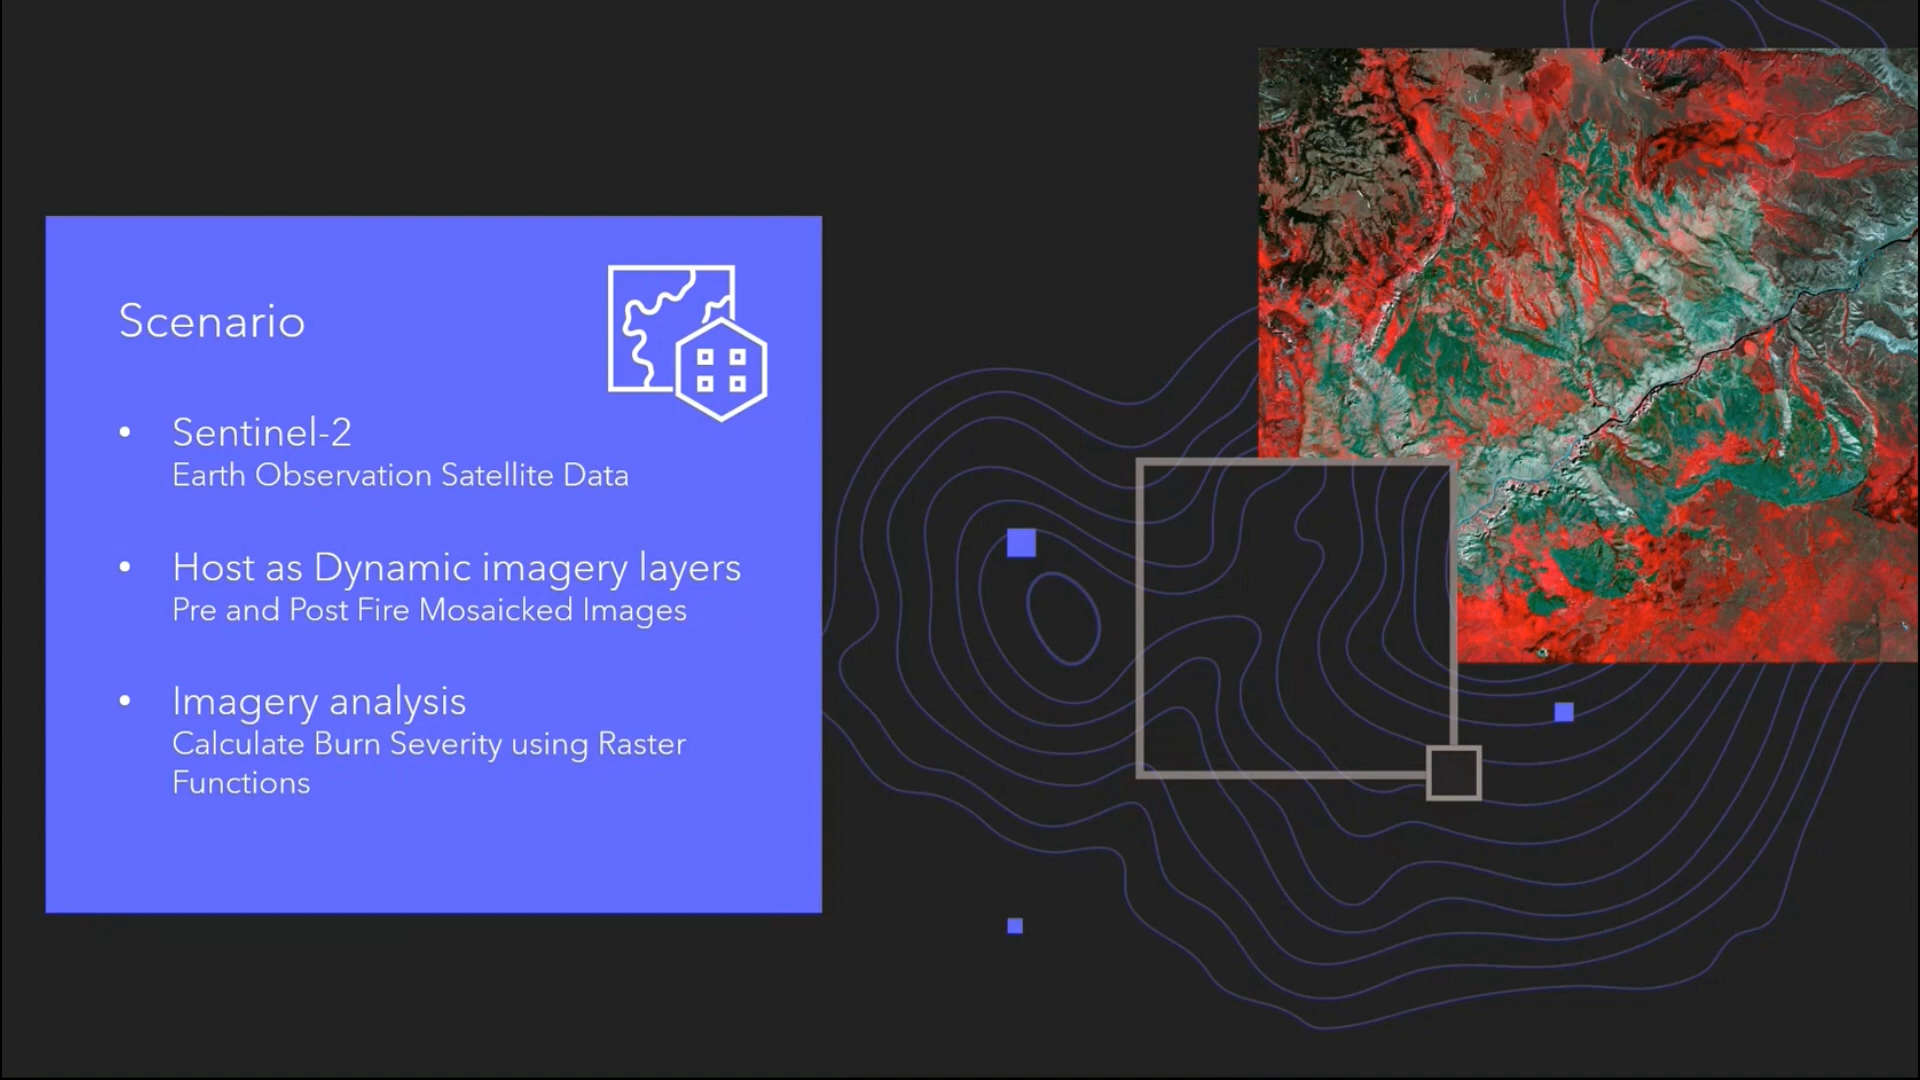 Scenario
• Sentinel-2
Earth Observation Satellite Data
• Host as Dynamic imagery layers
Pre and Post Fire Mosaicked Images
• Imagery analysis
Calculate Burn Severity using Raster
Functions